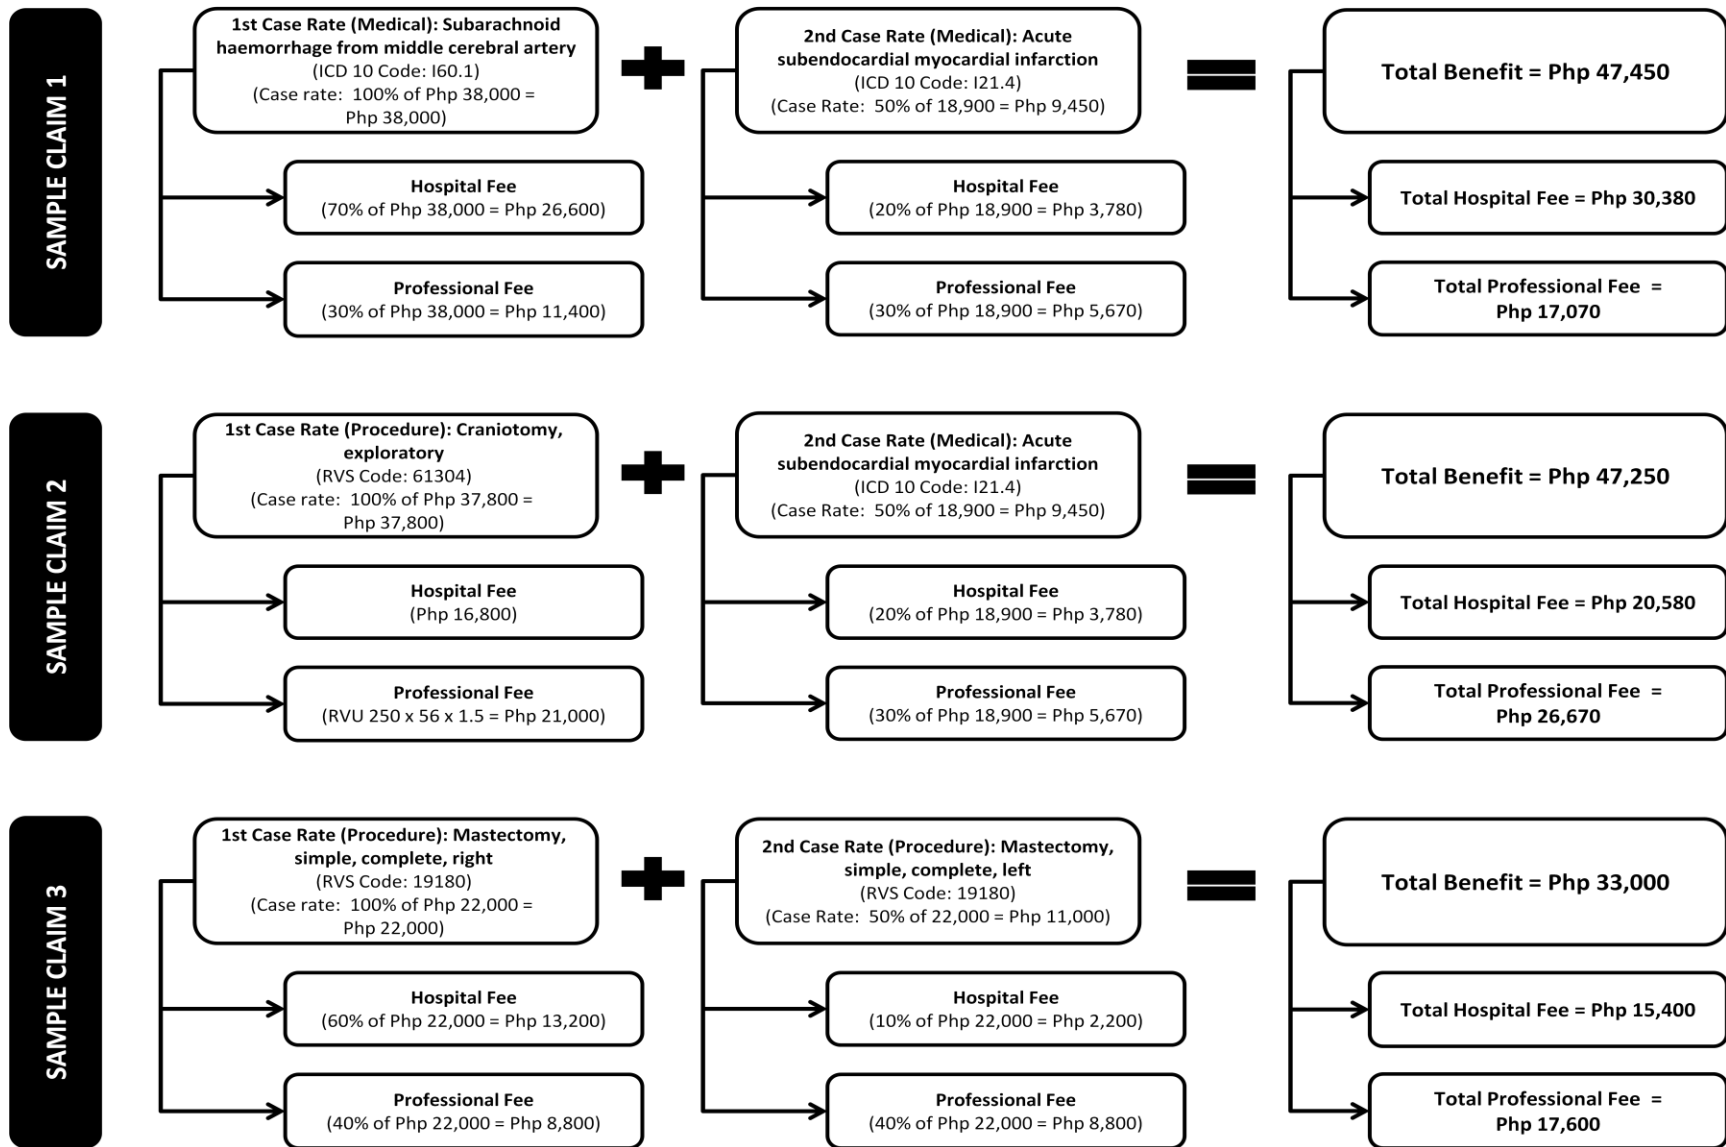 SAMPLE CLAIM 1
1st Case Rate (Medical): Subarachnoid
haemorrhage from middle cerebral artery
(ICD 10 Code: I60.1)
(Case rate:  100% of Php 38,000 =
Php 38,000)
Hospital Fee
(70% of Php 38,000 = Php 26,600)
Professional Fee
(30% of Php 38,000 = Php 11,400)
2nd Case Rate (Medical): Acute
subendocardial myocardial infarction
(ICD 10 Code: I21.4)
(Case Rate:  50% of 18,900 = Php 9,450)
Hospital Fee
(20% of Php 18,900 = Php 3,780)
Professional Fee
(30% of Php 18,900 = Php 5,670)
Total Benefit = Php 47,450
Total Hospital Fee = Php 30,380
Total Professional Fee  =
Php 17,070
SAMPLE CLAIM 2
1st Case Rate (Procedure): Craniotomy,
exploratory
(RVS Code: 61304)
(Case rate:  100% of Php 37,800 =
Php 37,800)
Hospital Fee
(Php 16,800)
Professional Fee
(RVU 250 x 56 x 1.5 = Php 21,000)
2nd Case Rate (Medical): Acute
subendocardial myocardial infarction
(ICD 10 Code: I21.4)
(Case Rate:  50% of 18,900 = Php 9,450)
Hospital Fee
(20% of Php 18,900 = Php 3,780)
Professional Fee
(30% of Php 18,900 = Php 5,670)
Total Benefit = Php 47,250
Total Hospital Fee = Php 20,580
Total Professional Fee  =
Php 26,670
SAMPLE CLAIM 3
1st Case Rate (Procedure): Mastectomy,
simple, complete, right
(RVS Code: 19180)
(Case rate:  100% of Php 22,000 =
Php 22,000)
Hospital Fee
(60% of Php 22,000 = Php 13,200)
Professional Fee
(40% of Php 22,000 = Php 8,800)
2nd Case Rate (Procedure): Mastectomy,
simple, complete, left
(RVS Code: 19180)
(Case Rate:  50% of 22,000 = Php 11,000)
Hospital Fee
(10% of Php 22,000 = Php 2,200)
Professional Fee
(40% of Php 22,000 = Php 8,800)
Total Benefit = Php 33,000
Total Hospital Fee = Php 15,400
Total Professional Fee  =
Php 17,600